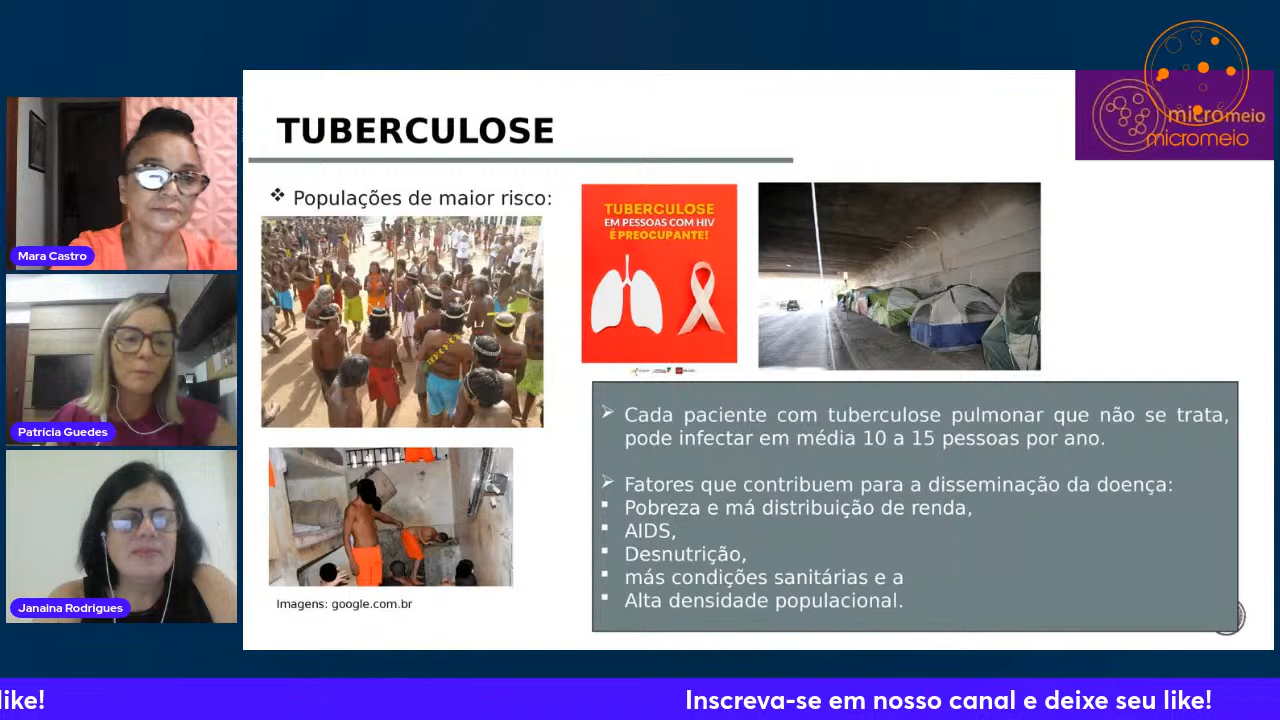 micromeio
micromeio
TUBERCULOSE
❖ Populações de maior risco:
TUBERCULOSE
EM PESSOAS COM HIV
É PREOCUPANTE!
Mara Castro
Patrícia Guedes
Janaina Rodrigues
➢ Cada paciente com tuberculose pulmonar que não se trata,
pode infectar em média 10 a 15 pessoas por ano.
➢ Fatores que contribuem para a disseminação da doença:
▪ Pobreza e má distribuição de renda,
▪ AIDS,
▪ Desnutrição,
▪ más condições sanitárias e a
▪ Alta densidade populacional.
Imagens: google.com.br
like!
Inscreva-se em nosso canal e deixe seu like!